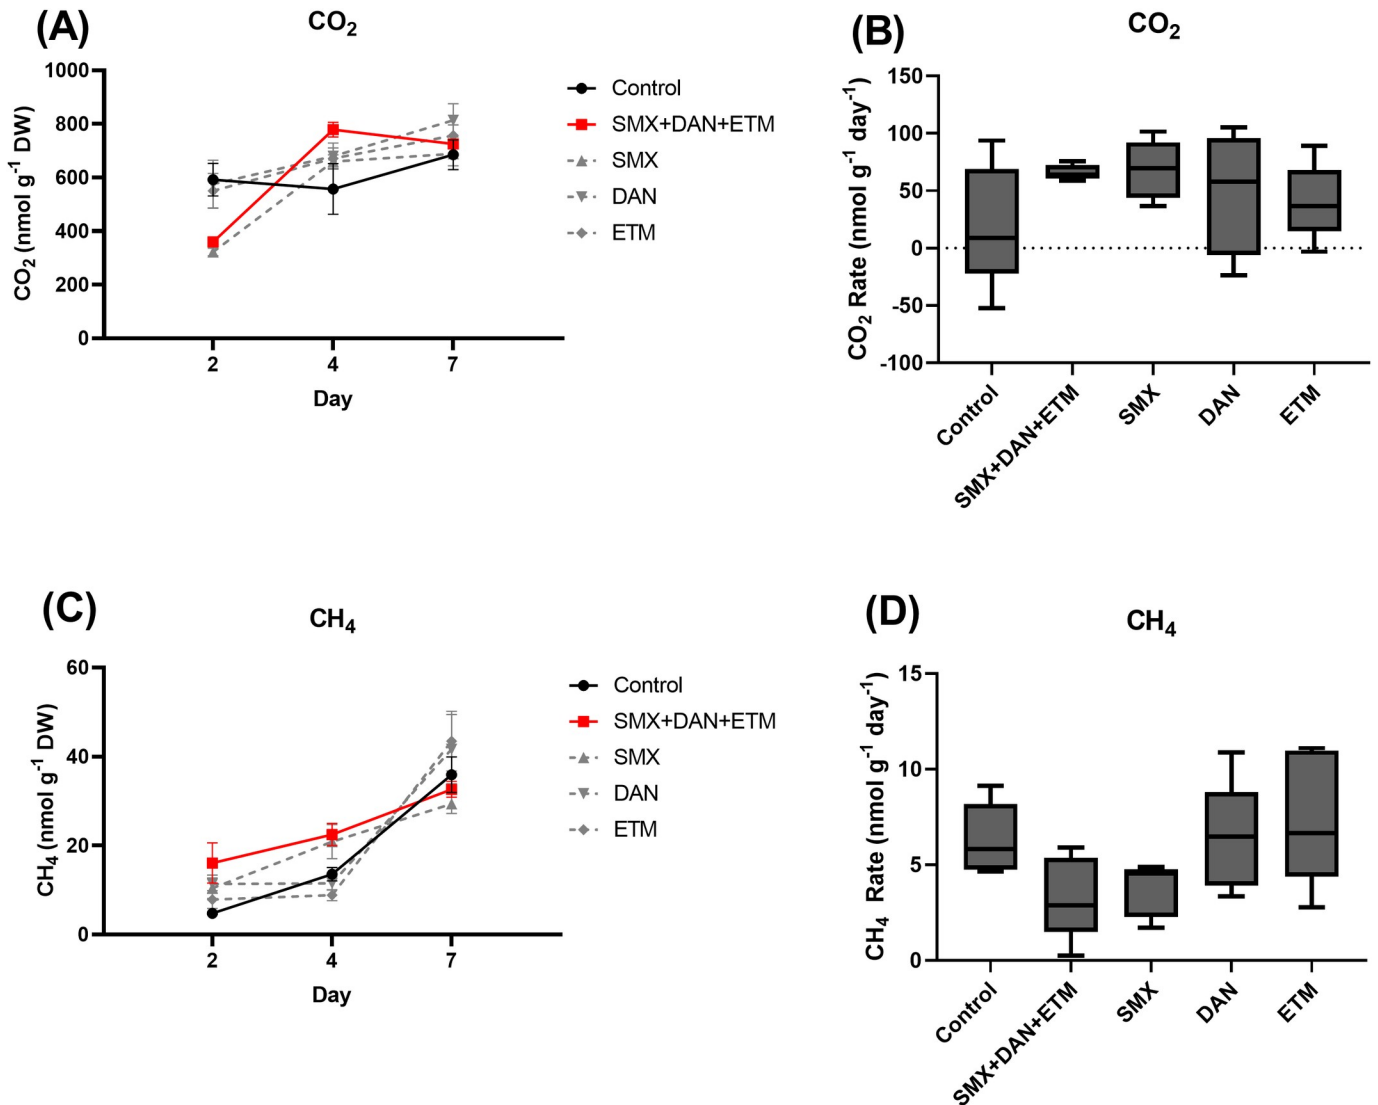 (A)
CO₂
CO₂ (nmol g⁻¹ DW)
1000
800
600
400
200
0
2
4
7
Day
Control
SMX+DAN+ETM
SMX
DAN
ETM
(B)
CO₂
CO₂ Rate (nmol g⁻¹ day⁻¹)
150
100
50
0
-50
-100
Control
SMX+DAN+ETM
SMX
DAN
ETM
(C)
CH₄
CH₄ (nmol g⁻¹ DW)
60
40
20
0
2
4
7
Day
Control
SMX+DAN+ETM
SMX
DAN
ETM
(D)
CH₄
CH₄ Rate (nmol g⁻¹ day⁻¹)
15
10
5
0
Control
SMX+DAN+ETM
SMX
DAN
ETM